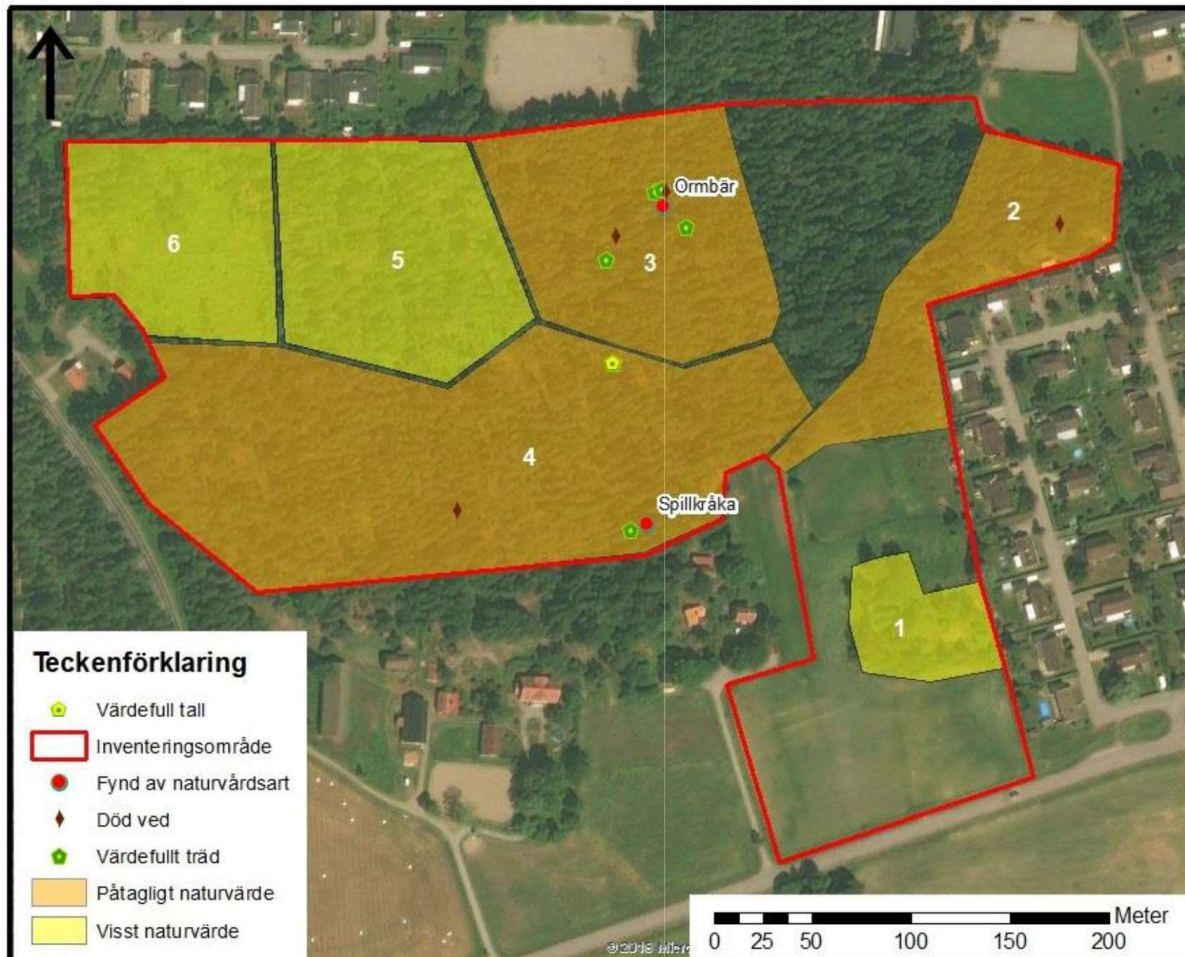 Ormbär
2
3
6
5
4
Spillkråka
1
Teckenförklaring
Värdefull tall
Inventeringsområde
Fynd av naturvårdsart
Död ved
Värdefullt träd
Påtagligt naturvärde
Visst naturvärde
Meter
0 25 50 100 150 200